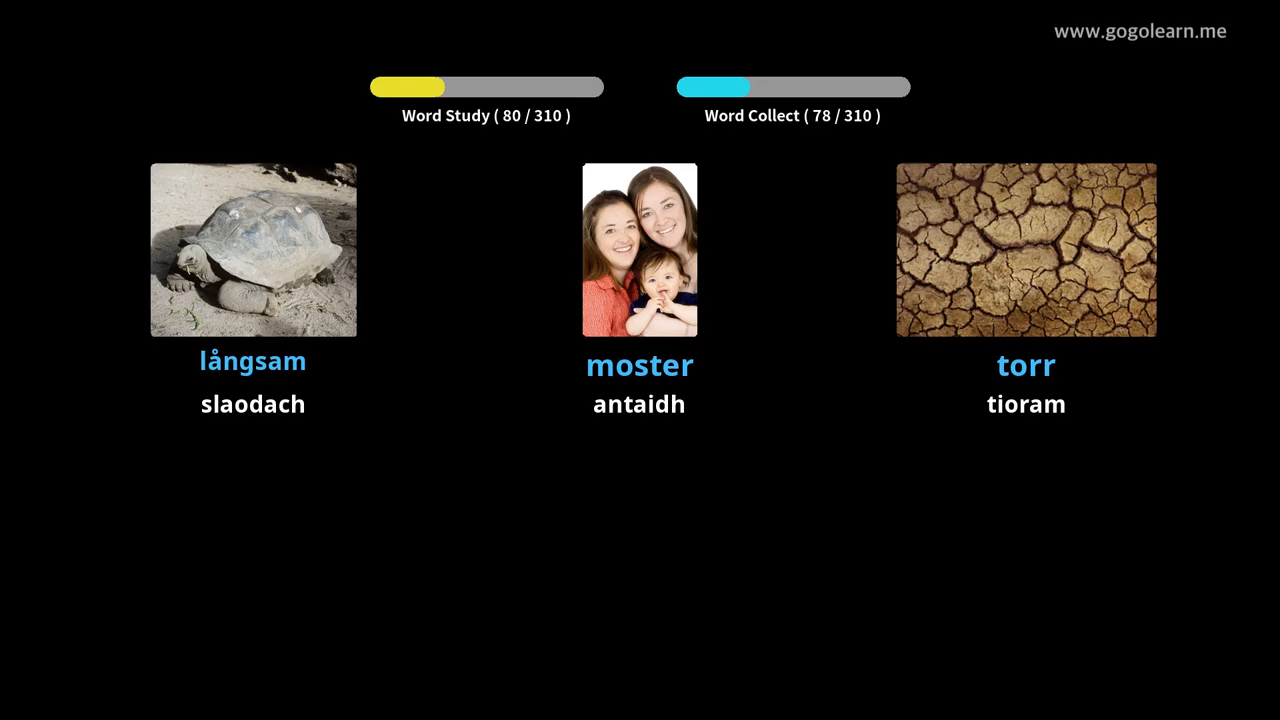 www.gogolearn.me
Word Study ( 80 / 310 )
Word Collect ( 78 / 310 )
långsam
moster
torr
slaodach
antaidh
tioram